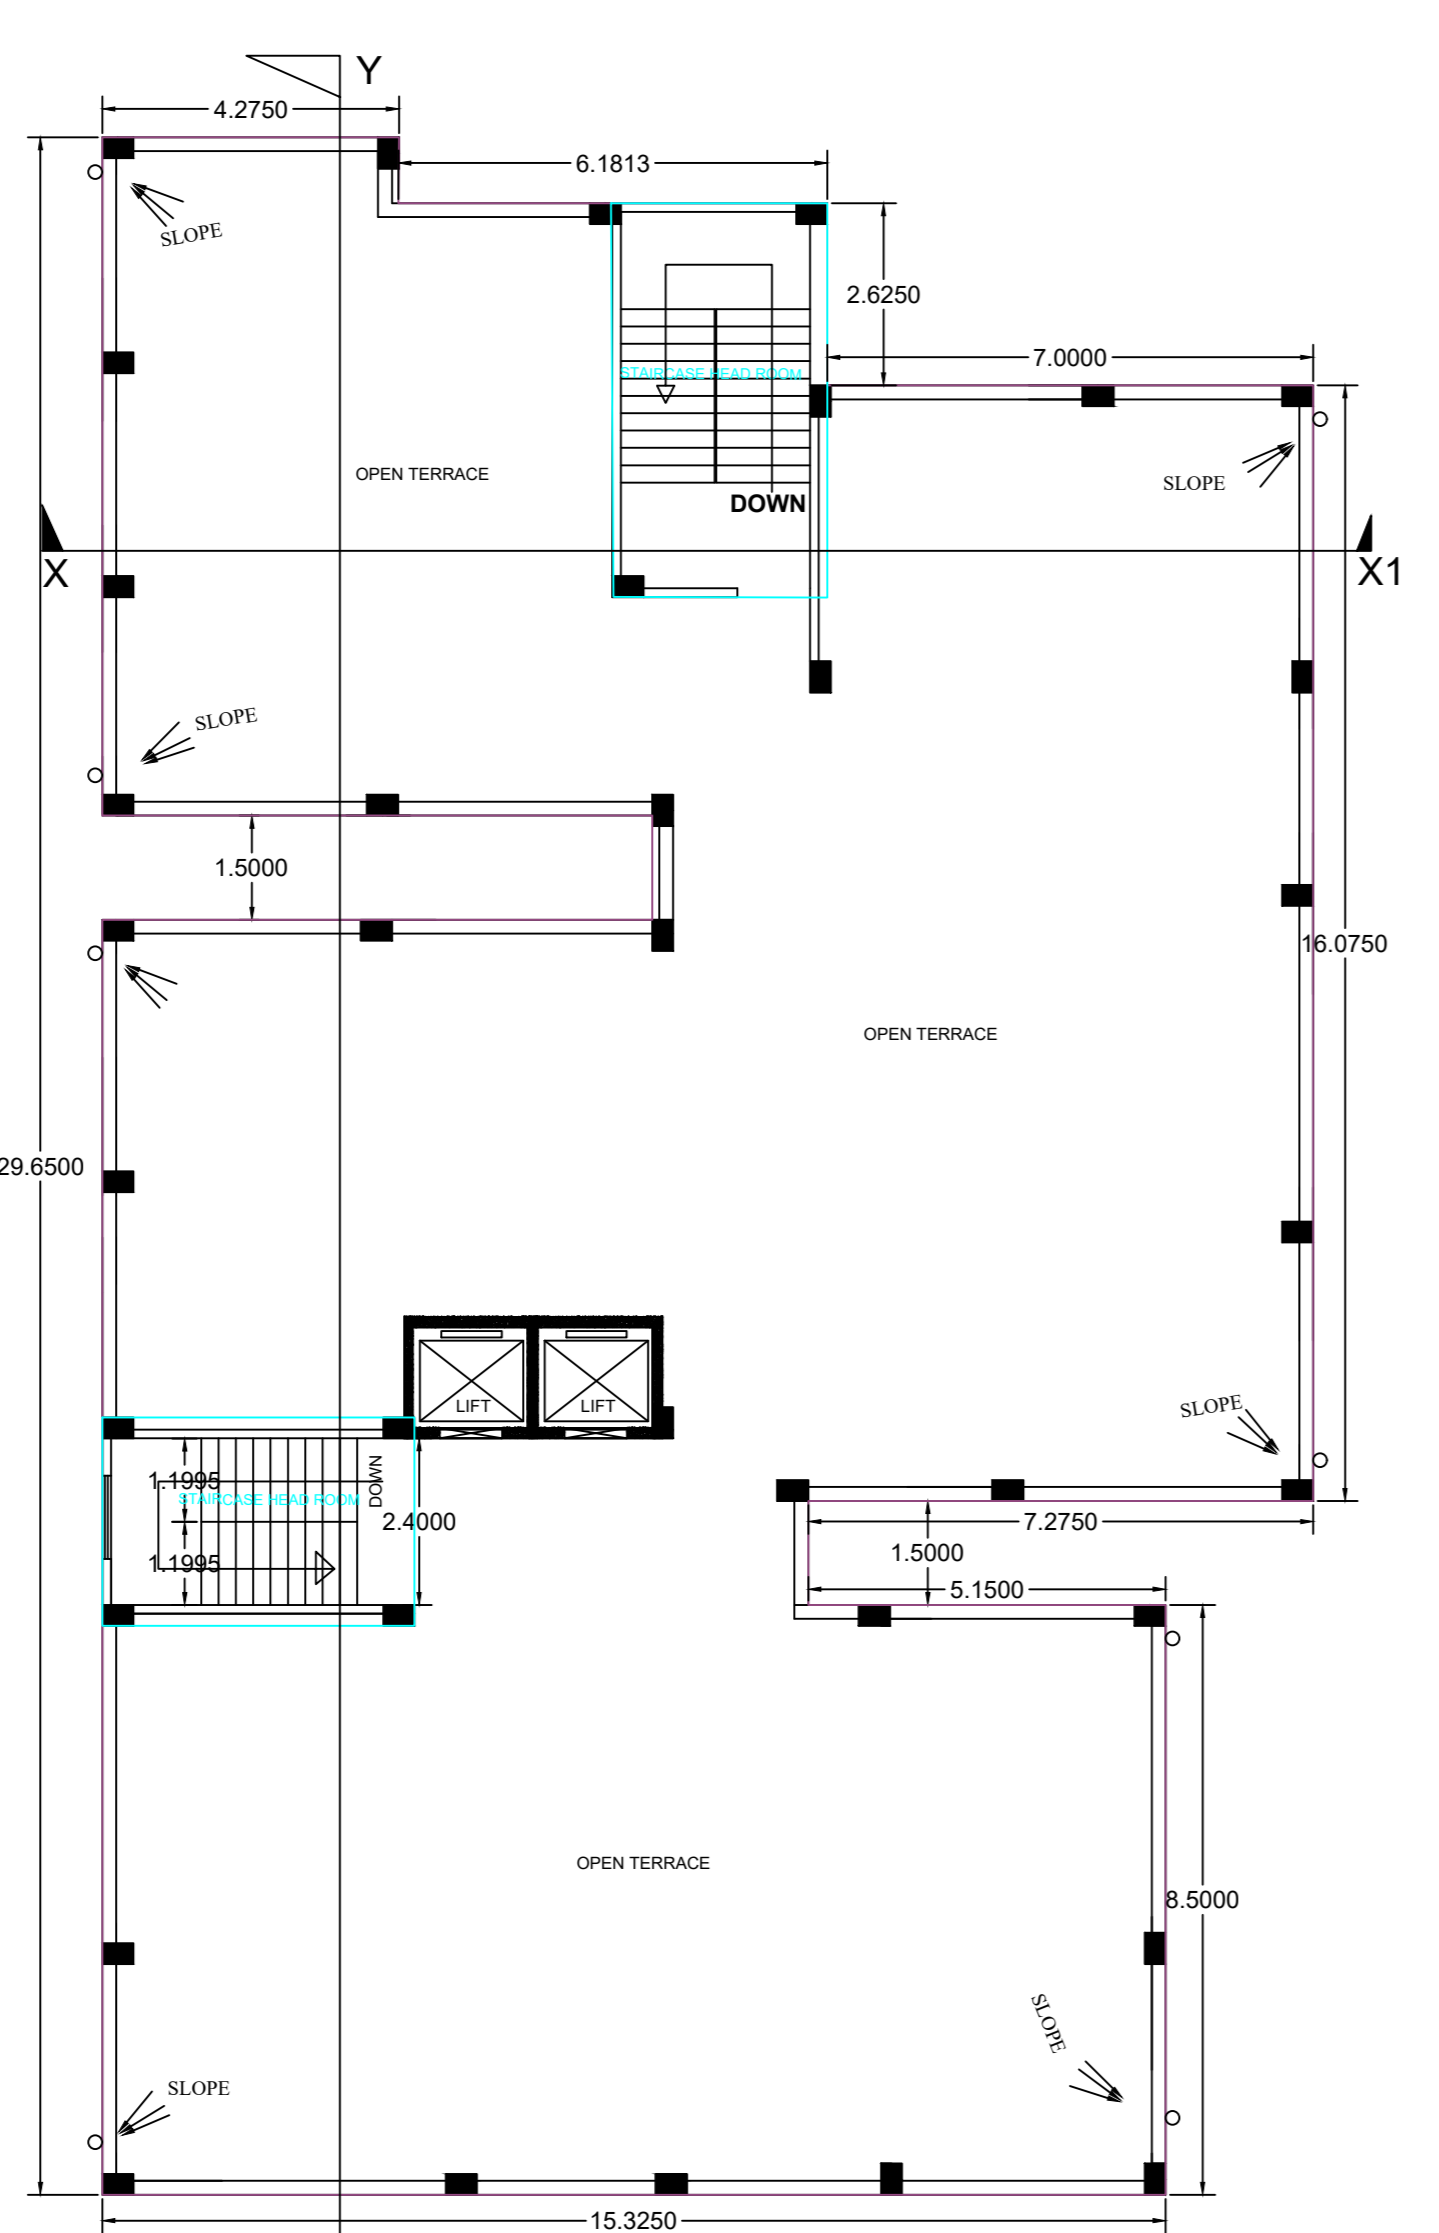 Y
4.2750
6.1813
SLOPE
2.6250
7.0000
STAIRCASE HEAD ROOM
OPEN TERRACE
SLOPE
DOWN
X
X1
SLOPE
1.5000
16.0750
OPEN TERRACE
29.6500
LIFT
LIFT
SLOPE
DOWN
1.1995
STAIRCASE HEAD ROOM
2.4000
7.2750
1.5000
1.1995
5.1500
OPEN TERRACE
8.5000
SLOPE
SLOPE
15.3250